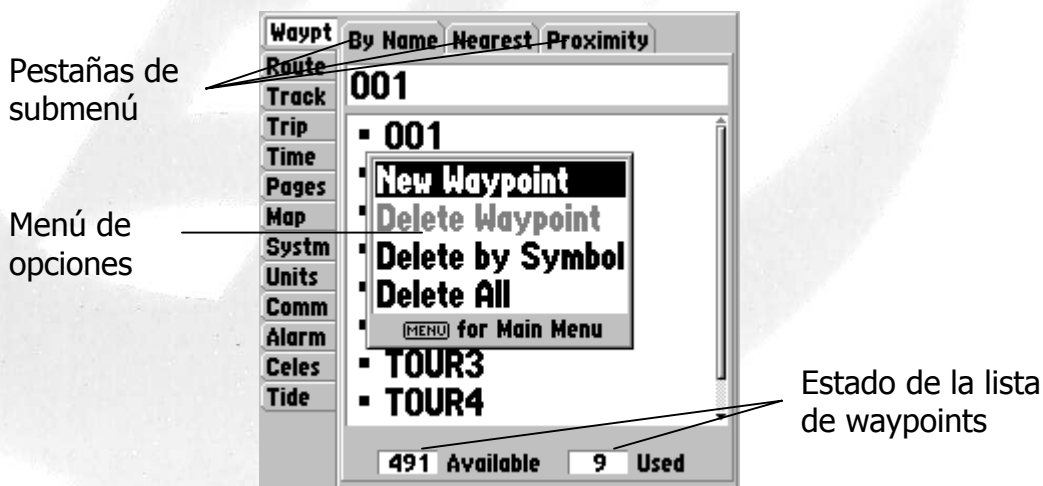 Waypt By Name Nearest Proximity
Pestañas de
submenú
Route
Track
Trip
Time
Pages
Map
Systm
Units
Comm
Alarm
Celes
Tide
001
001
New Waypoint
Delete Waypoint
Delete by Symbol
Delete All
MENU for Main Menu
TOUR3
TOUR4
491 Available 9 Used
Menú de
opciones
Estado de la lista
de waypoints